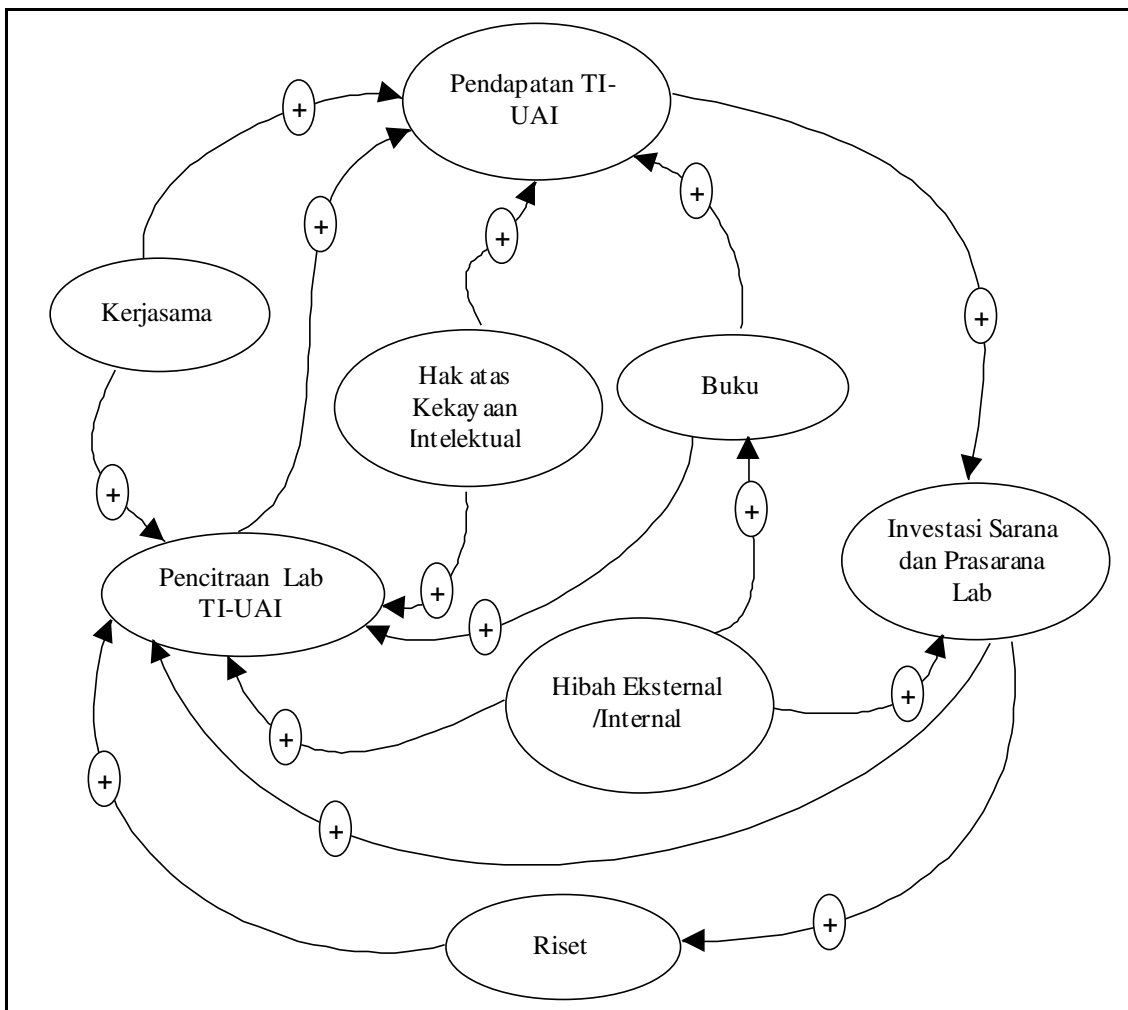 Pendapatan TI-
UAI
+
+
+
+
+
+
Kerjasama
Hak atas
Kekayaan
Intelektual
Buku
+
+
+
+
Investasi Sarana
dan Prasarana
Lab
Pencitraan Lab
TI-UAI
Hibah Eksternal
/Internal
+
+
+
+
+
Riset